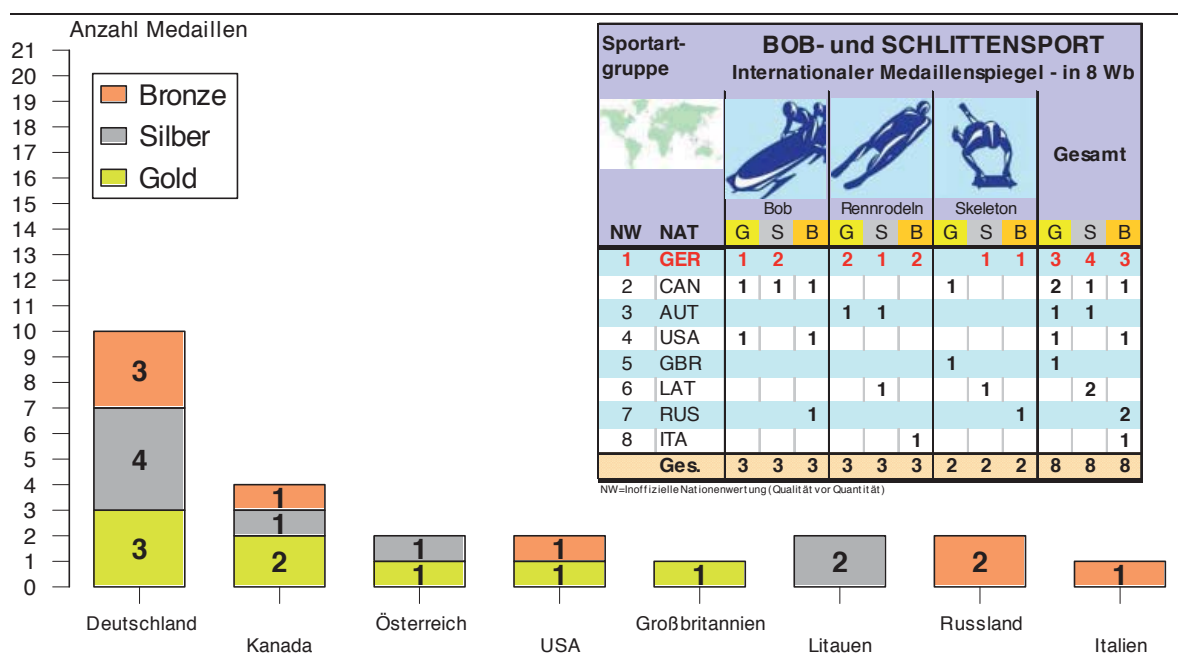 Anzahl Medaillen
21
20
19
18
17
16
15
14
13
12
11
10
9
8
7
6
5
4
3
2
1
0
Bronze
Silber
Gold
3
4
3
1
1
2
1
1
1
1
1
2
2
1
Deutschland
Kanada
Österreich
USA
Großbritannien
Litauen
Russland
Italien
Sportart-
gruppe
BOB- und SCHLITTENSPORT
Internationaler Medaillenspiegel - in 8 Wb
Gesamt
Bob Rennrodeln Skeleton
NW NAT G S B G S B G S B G S B
1 GER 1 2 2 1 2 1 1 3 4 3
2 CAN 1 1 1 1 2 1 1
3 AUT 1 1 1 1
4 USA 1 1 1 1
5 GBR 1 1
6 LAT 1 1 2
7 RUS 1 1 2
8 ITA 1 1
Ges. 3 3 3 3 3 3 2 2 2 8 8 8
NW=Inoffizielle Nationenwertung (Qualität vor Quantität)